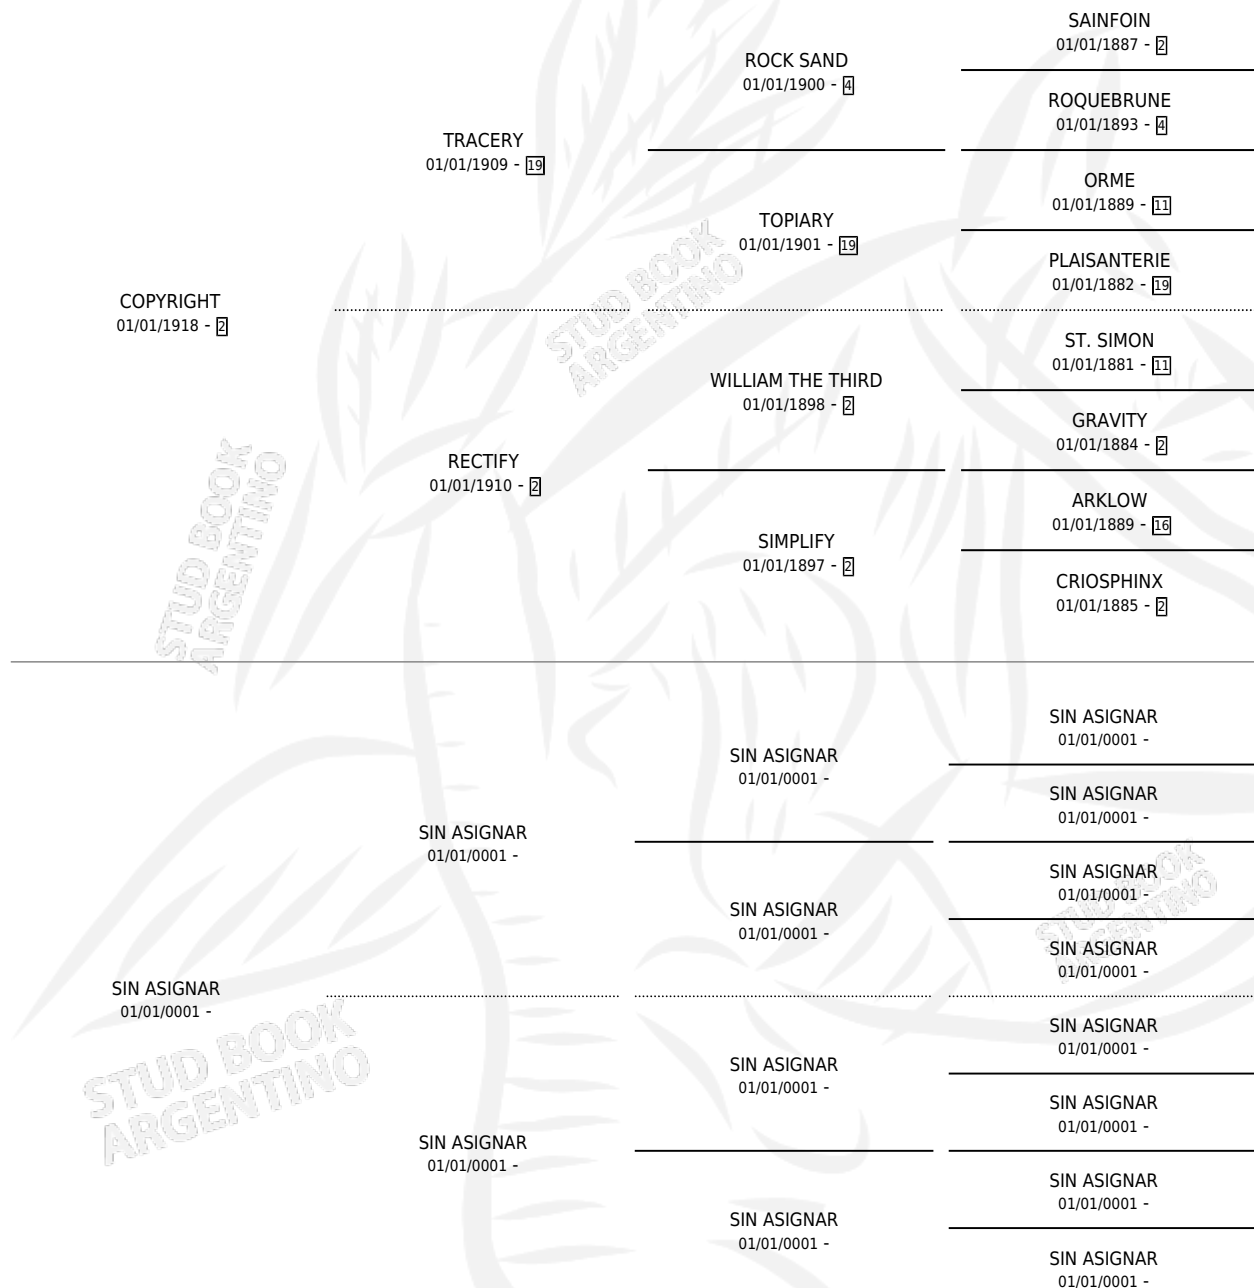 SAINFOIN
01/01/1887 - 2
ROCK SAND
01/01/1900 - 4
ROQUEBRUNE
01/01/1893 - 4
TRACERY
01/01/1909 - 19
ORME
01/01/1889 - 11
TOPIARY
01/01/1901 - 19
PLAISANTERIE
01/01/1882 - 19
COPYRIGHT
01/01/1918 - 2
ST. SIMON
01/01/1881 - 11
WILLIAM THE THIRD
01/01/1898 - 2
GRAVITY
01/01/1884 - 2
RECTIFY
01/01/1910 - 2
ARKLOW
01/01/1889 - 16
SIMPLIFY
01/01/1897 - 2
CRIOSPHINX
01/01/1885 - 2
STUD BOOK
ARGENTINO
STUD BOOK
ARGENTINO
SIN ASIGNAR
01/01/0001 -
SIN ASIGNAR
01/01/0001 -
SIN ASIGNAR
01/01/0001 -
SIN ASIGNAR
01/01/0001 -
SIN ASIGNAR
01/01/0001 -
SIN ASIGNAR
01/01/0001 -
SIN ASIGNAR
01/01/0001 -
SIN ASIGNAR
01/01/0001 -
SIN ASIGNAR
01/01/0001 -
SIN ASIGNAR
01/01/0001 -
SIN ASIGNAR
01/01/0001 -
SIN ASIGNAR
01/01/0001 -
SIN ASIGNAR
01/01/0001 -
SIN ASIGNAR
01/01/0001 -
SIN ASIGNAR
01/01/0001 -
STUD BOOK
ARGENTINO
STUD BOOK
ARGENTINO